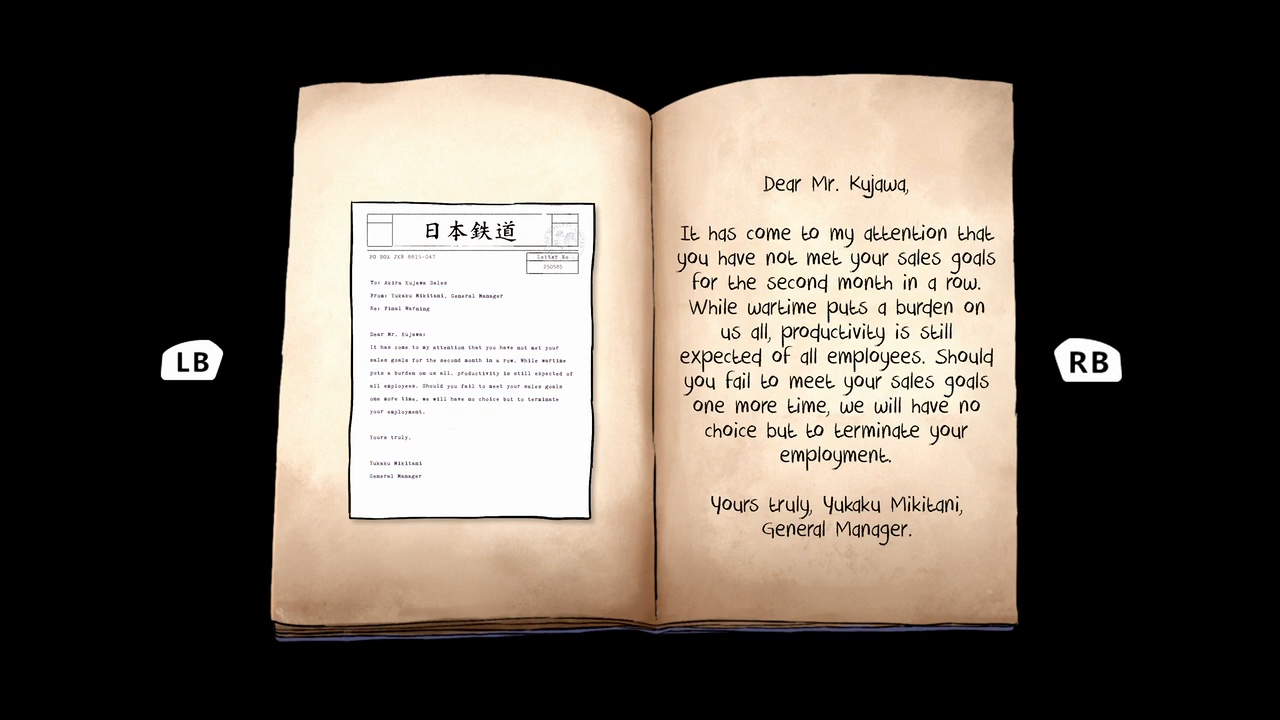 日本鉄道
PO BOX JKR 8819-047
Letter No
250585
To: Akira Kujawa Sales
From: Yukaku Mikitani, General Manager
Re: Final Warning
Dear Mr. Kujawa:
It has come to my attention that you have not met your
sales goals for the second month in a row. While wartime
puts a burden on us all, productivity is still expected of
all employees. Should you fail to meet your sales goals
one more time, we will have no choice but to terminate
your employment.
Yours truly,
Yukaku Mikitani
General Manager
Dear Mr. Kujawa,
It has come to my attention that
you have not met your sales goals
for the second month in a row.
While wartime puts a burden on
us all, productivity is still
expected of all employees. Should
you fail to meet your sales goals
one more time, we will have no
choice but to terminate your
employment.
Yours truly, Yukaku Mikitani,
General Manager.
LB
RB